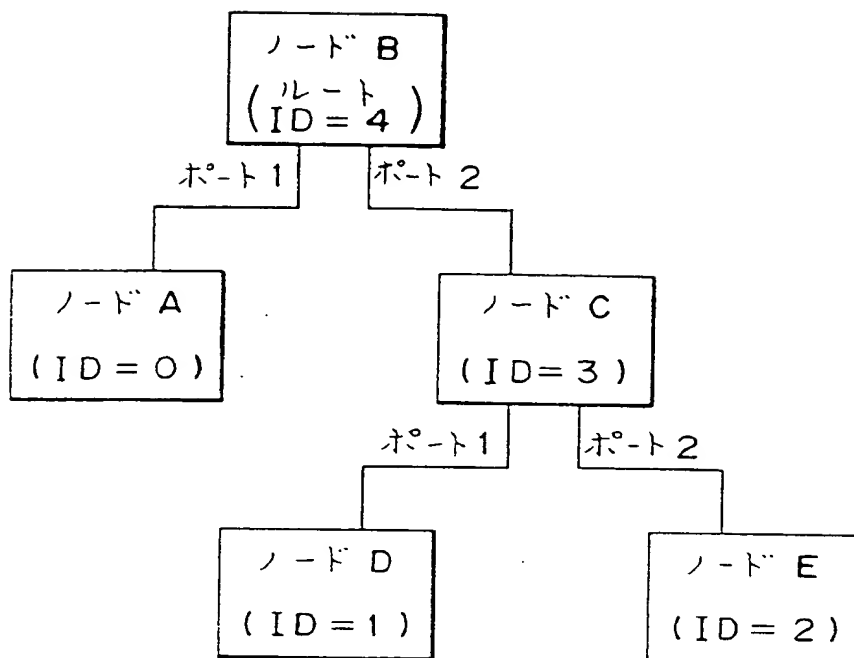 ノード B
(ルート
ID = 4)
ポート 1
ポート 2
ノード A
(ID = 0)
ノード C
(ID = 3)
ポート 1
ポート 2
ノード D
(ID = 1)
ノード E
(ID = 2)